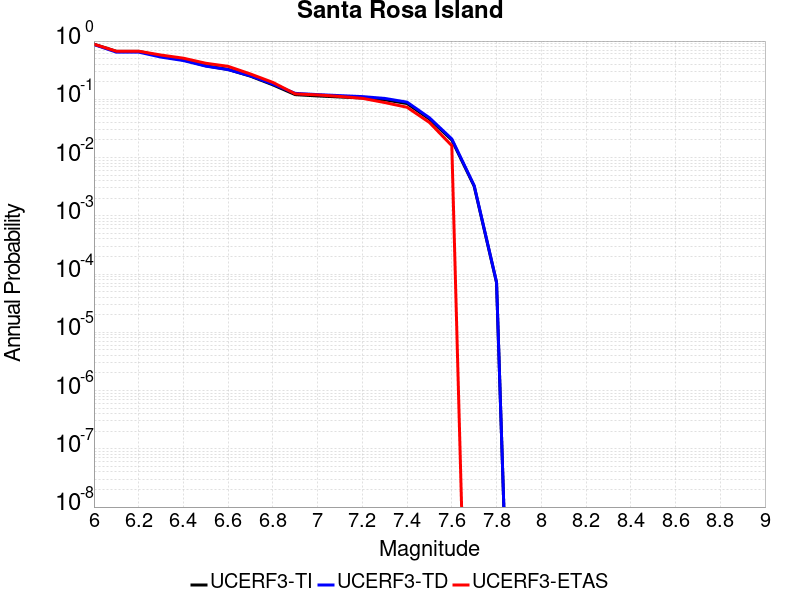 Santa Rosa Island
10^0
10^-1
10^-2
10^-3
10^-4
10^-5
10^-6
10^-7
10^-8
Annual Probability
6 6.2 6.4 6.6 6.8 7 7.2 7.4 7.6 7.8 8 8.2 8.4 8.6 8.8 9
Magnitude
UCERF3-TI UCERF3-TD UCERF3-ETAS